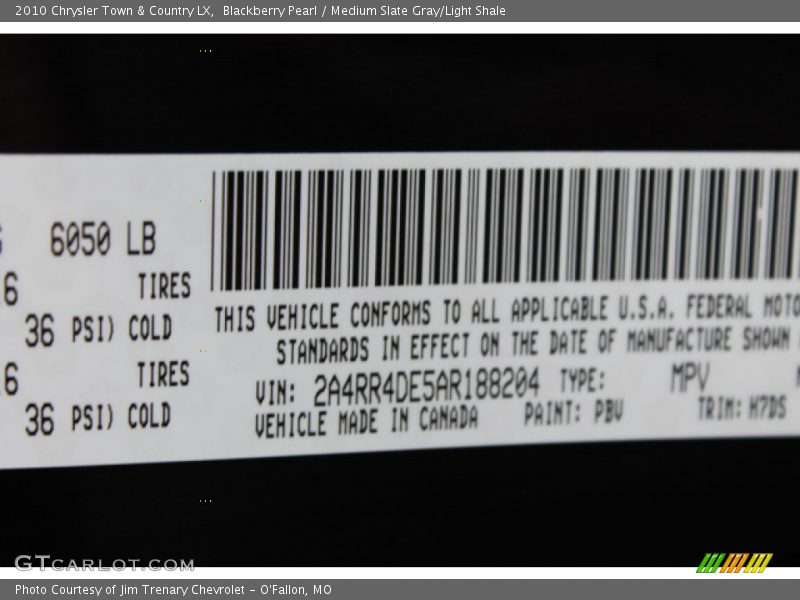 2010 Chrysler Town & Country LX, Blackberry Pearl / Medium Slate Gray/Light Shale
6050 LB
TIRES
36 PSI) COLD
TIRES
36 PSI) COLD
THIS VEHICLE CONFORMS TO ALL APPLICABLE U.S.A. FEDERAL MOTO
STANDARDS IN EFFECT ON THE DATE OF MANUFACTURE SHOWN
VIN: 2A4RR4DE5AR188204 TYPE: MPV
VEHICLE MADE IN CANADA PAINT: PBV TRIM: H7DS
GTCARLOT.COM
Photo Courtesy of Jim Trenary Chevrolet - O'Fallon, MO